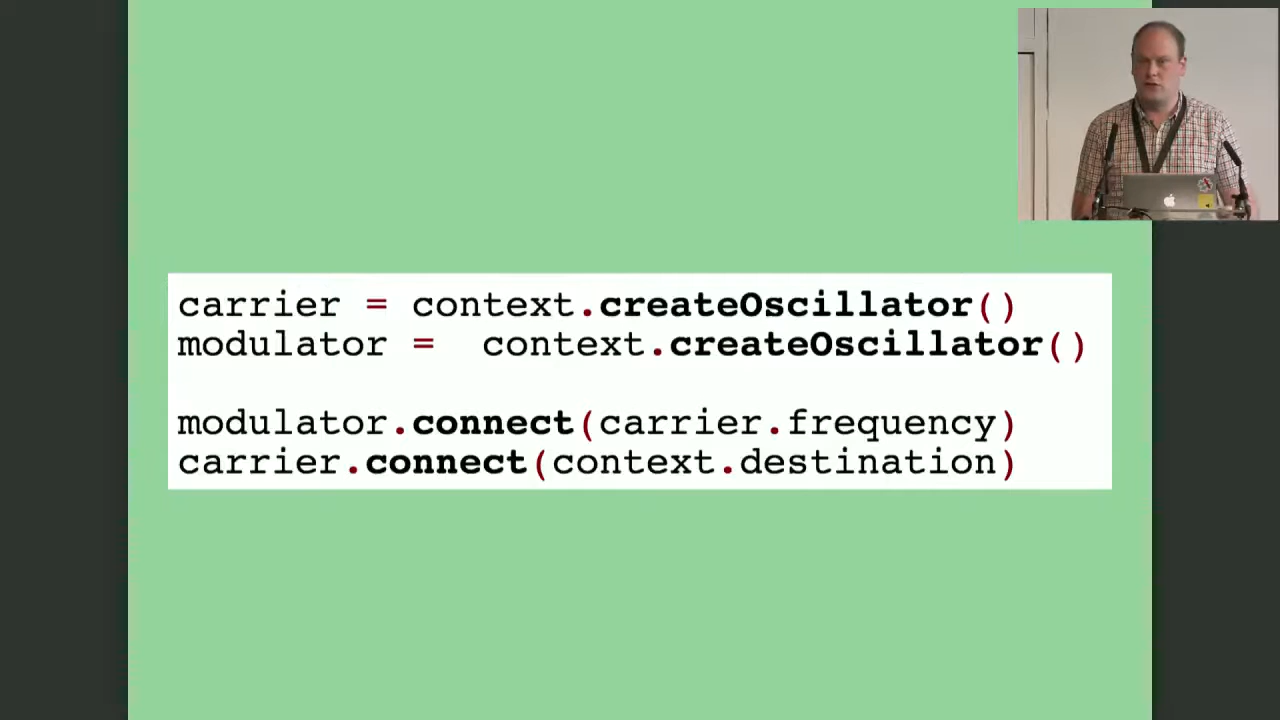 carrier = context.createOscillator()
modulator =  context.createOscillator()
modulator.connect(carrier.frequency)
carrier.connect(context.destination)